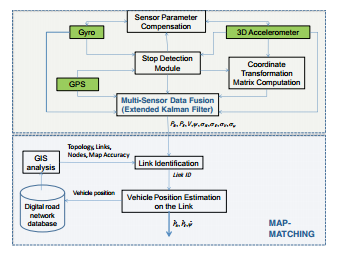 Sensor Parameter
Compensation
Gyro
3D Accelerometer
Stop Detection
Module
Coordinate
Transformation
Matrix Computation
GPS
Multi-Sensor Data Fusion
(Extended Kalman Filter)
Topology, Links,
Nodes, Map Accuracy
GIS
analysis
Link Identification
Link ID
Vehicle position
Digital road
network
database
Vehicle Position Estimation
on the Link
MAP-
MATCHING